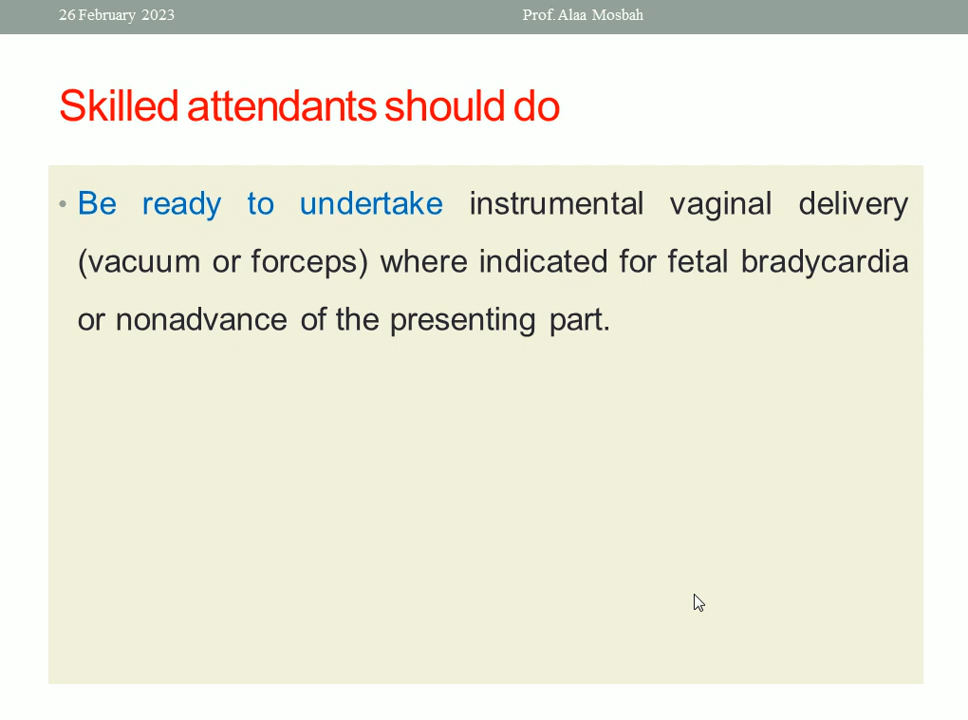 26 February 2023 Prof. Alaa Mosbah
Skilled attendants should do
• Be ready to undertake instrumental vaginal delivery
(vacuum or forceps) where indicated for fetal bradycardia
or nonadvance of the presenting part.